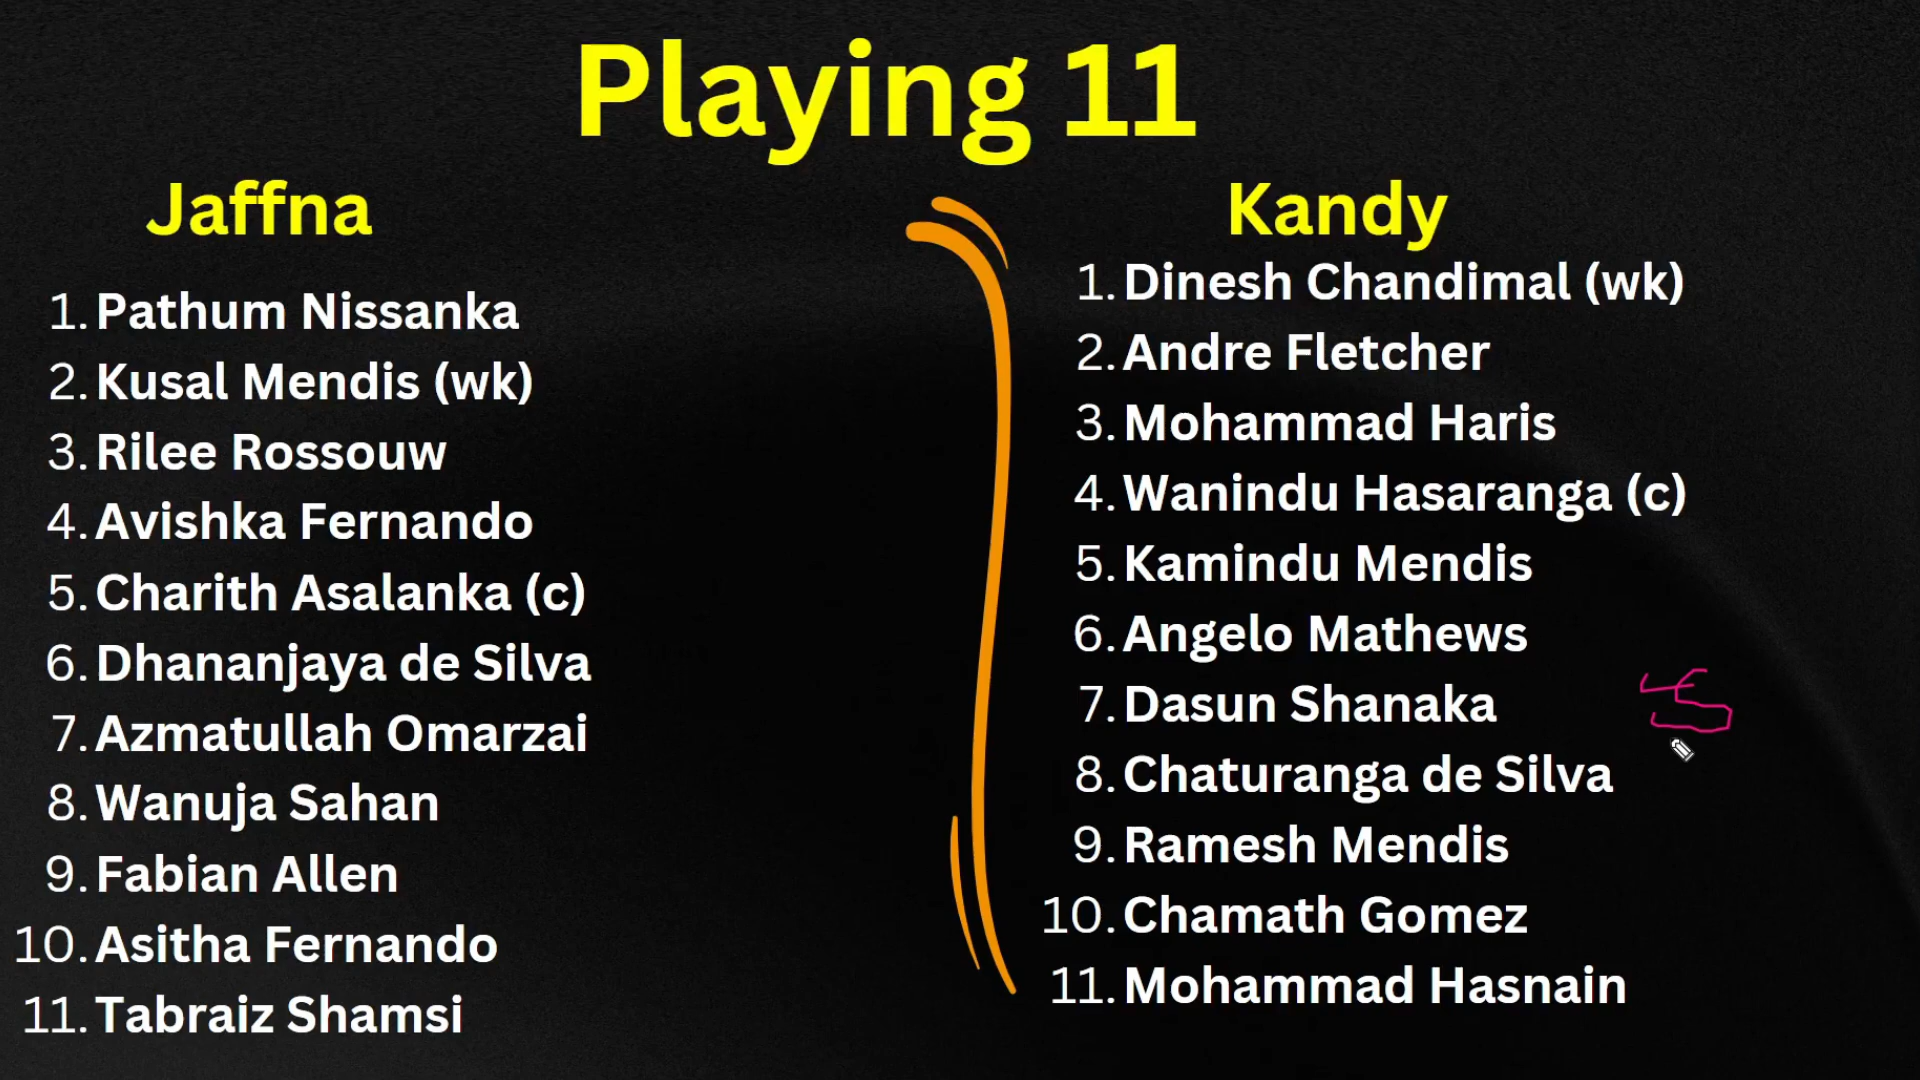 Playing 11
Jaffna
1. Pathum Nissanka
2. Kusal Mendis (wk)
3. Rilee Rossouw
4. Avishka Fernando
5. Charith Asalanka (c)
6. Dhananjaya de Silva
7. Azmatullah Omarzai
8. Wanuja Sahan
9. Fabian Allen
10. Asitha Fernando
11. Tabraiz Shamsi
Kandy
1. Dinesh Chandimal (wk)
2. Andre Fletcher
3. Mohammad Haris
4. Wanindu Hasaranga (c)
5. Kamindu Mendis
6. Angelo Mathews
7. Dasun Shanaka
8. Chaturanga de Silva
9. Ramesh Mendis
10. Chamath Gomez
11. Mohammad Hasnain